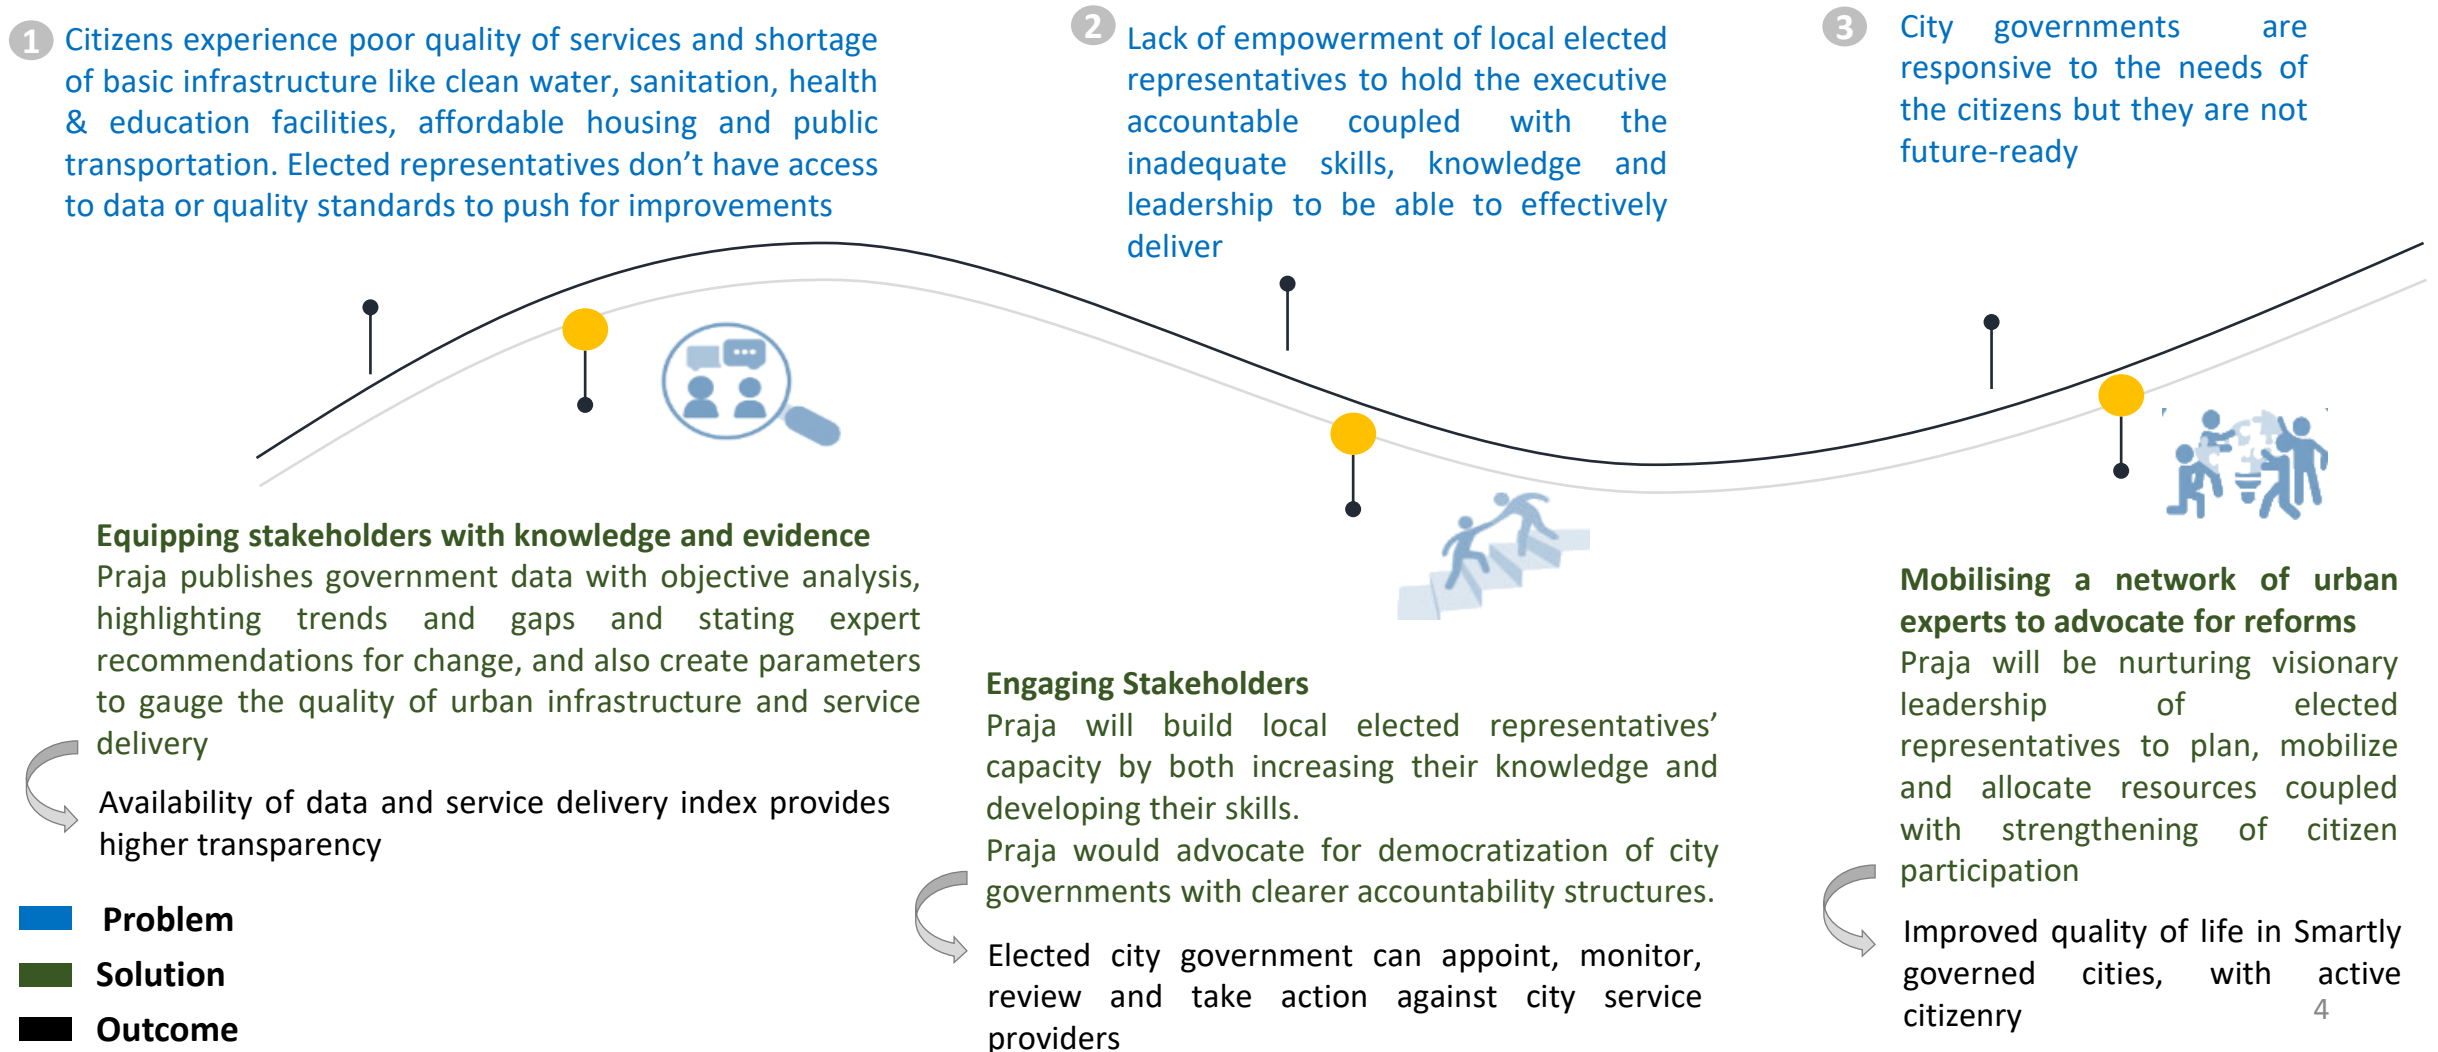 1
Citizens experience poor quality of services and shortage
of basic infrastructure like clean water, sanitation, health
& education facilities, affordable housing and public
transportation. Elected representatives don’t have access
to data or quality standards to push for improvements
2
Lack of empowerment of local elected
representatives to hold the executive
accountable coupled with the
inadequate skills, knowledge and
leadership to be able to effectively
deliver
3
City governments are
responsive to the needs of
the citizens but they are not
future-ready
Equipping stakeholders with knowledge and evidence
Praja publishes government data with objective analysis,
highlighting trends and gaps and stating expert
recommendations for change, and also create parameters
to gauge the quality of urban infrastructure and service
delivery
Availability of data and service delivery index provides
higher transparency
Engaging Stakeholders
Praja will build local elected representatives’
capacity by both increasing their knowledge and
developing their skills.
Praja would advocate for democratization of city
governments with clearer accountability structures.
Elected city government can appoint, monitor,
review and take action against city service
providers
Mobilising a network of urban
experts to advocate for reforms
Praja will be nurturing visionary
leadership of elected
representatives to plan, mobilize
and allocate resources coupled
with strengthening of citizen
participation
Improved quality of life in Smartly
governed cities, with active
citizenry
Problem
Solution
Outcome
4